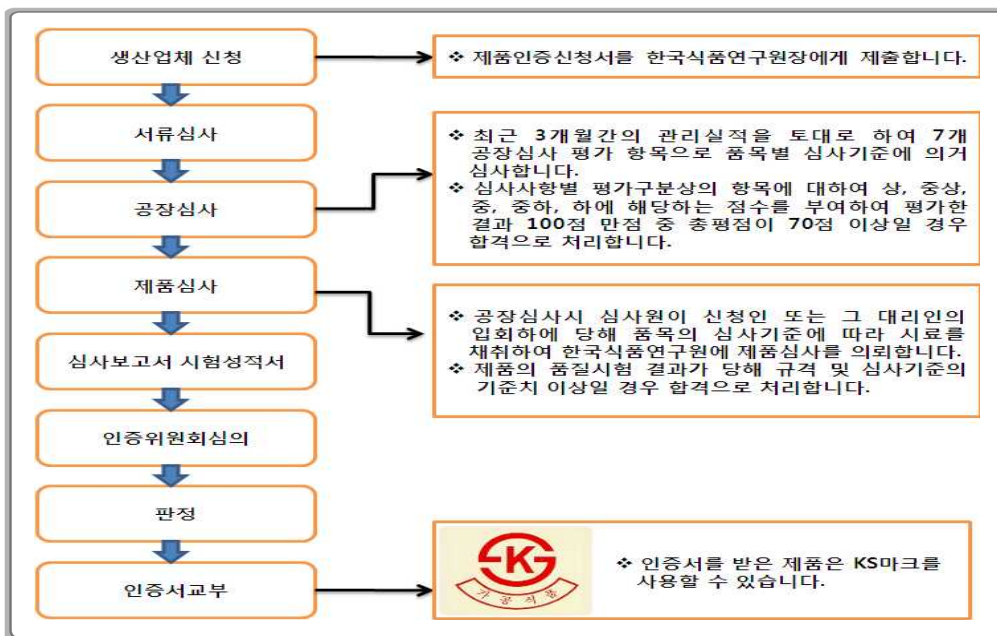 생산업체 신청
❖ 제품인증신청서를 한국식품연구원장에게 제출합니다.
서류심사
공장심사
❖ 최근 3개월간의 관리실적을 토대로 하여 7개
공장심사 평가 항목으로 품목별 심사기준에 의거
심사합니다.
❖ 심사사항별 평가구분상의 항목에 대하여 상, 중상,
중, 중하, 하에 해당하는 점수를 부여하여 평가한
결과 100점 만점 중 총평점이 70점 이상일 경우
합격으로 처리합니다.
제품심사
❖ 공장심사시 심사원이 신청인 또는 그 대리인의
입회하에 당해 품목의 심사기준에 따라 시료를
채취하여 한국식품연구원에 제품심사를 의뢰합니다.
❖ 제품의 품질시험 결과가 당해 규격 및 심사기준의
기준치 이상일 경우 합격으로 처리합니다.
심사보고서 시험성적서
인증위원회심의
판정
인증서교부
K
가공식품
❖ 인증서를 받은 제품은 KS마크를
사용할 수 있습니다.